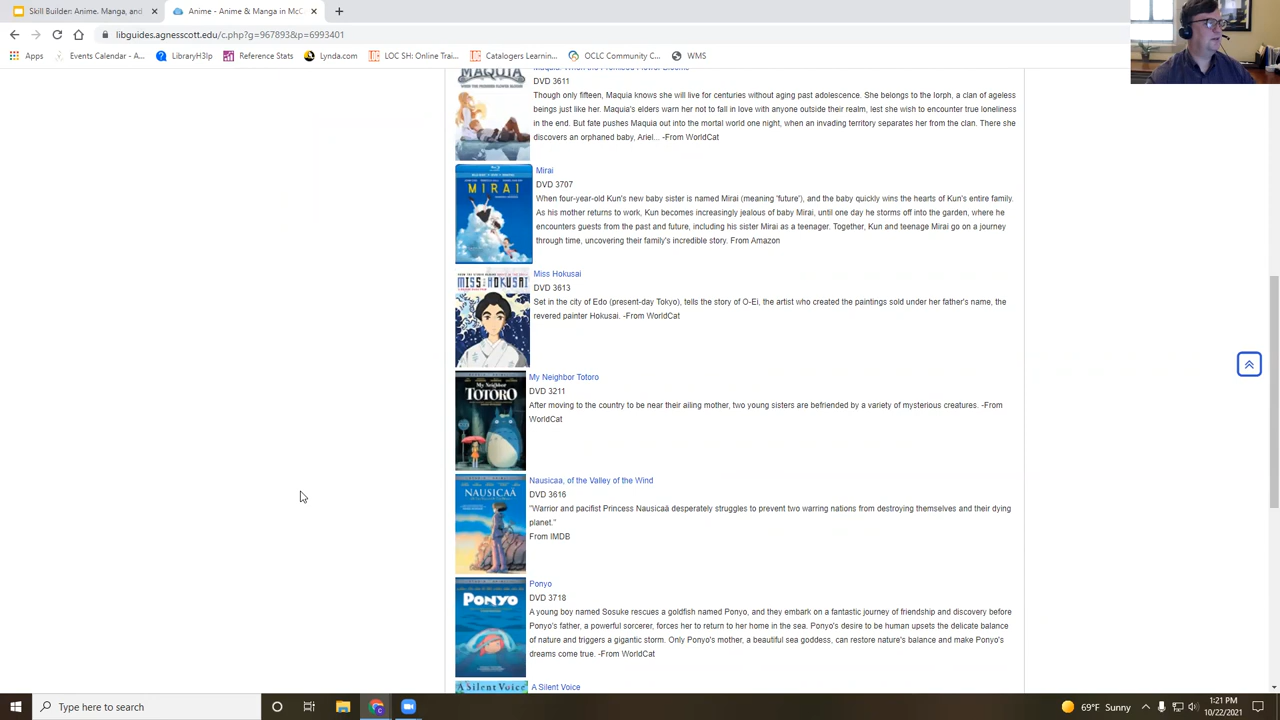 Skill Builder: Anime, Manga, and
Anime - Anime & Manga in McC
libguides.agnesscott.edu/c.php?g=967893&p=6993401
Apps
Events Calendar - A...
LibraryH3lp
Reference Stats
Lynda.com
LOC SH: Online Trai...
Catalogers Learnin...
OCLC Community C...
WMS
MAQUIA
DVD 3611
Though only fifteen, Maquia knows she will live for centuries without aging past adolescence. She belongs to the Iorph, a clan of ageless
beings just like her. Maquia's elders warn her not to fall in love with anyone outside their realm, lest she wish to encounter true loneliness
in the end. But fate pushes Maquia out into the mortal world one night, when an invading territory separates her from the clan. There she
discovers an orphaned baby, Ariel... -From WorldCat
MIRAI
Mirai
DVD 3707
When four-year-old Kun's new baby sister is named Mirai (meaning 'future'), and the baby quickly wins the hearts of Kun's entire family.
As his mother returns to work, Kun becomes increasingly jealous of baby Mirai, until one day he storms off into the garden, where he
encounters guests from the past and future, including his sister Mirai as a teenager. Together, Kun and teenage Mirai go on a journey
through time, uncovering their family's incredible story. From Amazon
MISS HOKUSAI
Miss Hokusai
DVD 3613
Set in the city of Edo (present-day Tokyo), tells the story of O-Ei, the artist who created the paintings sold under her father's name, the
revered painter Hokusai. -From WorldCat
My Neighbor
TOTORO
My Neighbor Totoro
DVD 3211
After moving to the country to be near their ailing mother, two young sisters are befriended by a variety of mysterious creatures. -From
WorldCat
NAUSICAÄ
Nausicaa, of the Valley of the Wind
DVD 3616
"Warrior and pacifist Princess Nausicaä desperately struggles to prevent two warring nations from destroying themselves and their dying
planet."
From IMDB
PONYO
Ponyo
DVD 3718
A young boy named Sosuke rescues a goldfish named Ponyo, and they embark on a fantastic journey of friendship and discovery before
Ponyo's father, a powerful sorcerer, forces her to return to her home in the sea. Ponyo's desire to be human upsets the delicate balance
of nature and triggers a gigantic storm. Only Ponyo's mother, a beautiful sea goddess, can restore nature's balance and make Ponyo's
dreams come true. -From WorldCat
A Silent Voice
A Silent Voice
Type here to search
69°F Sunny
1:21 PM
10/22/2021